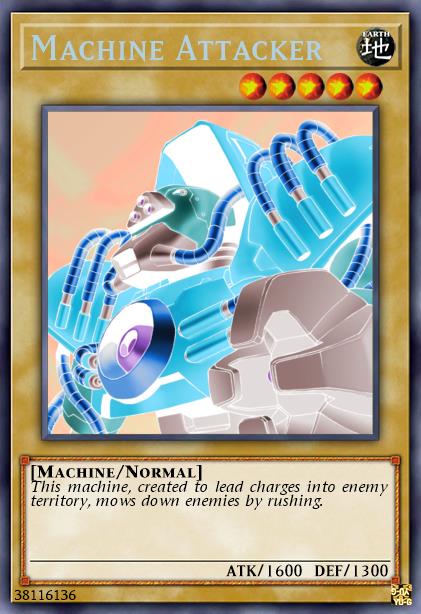 MACHINE ATTACKER
EARTH
地
[MACHINE/NORMAL]
This machine, created to lead charges into enemy
territory, mows down enemies by rushing.
ATK/1600 DEF/1300
38116136